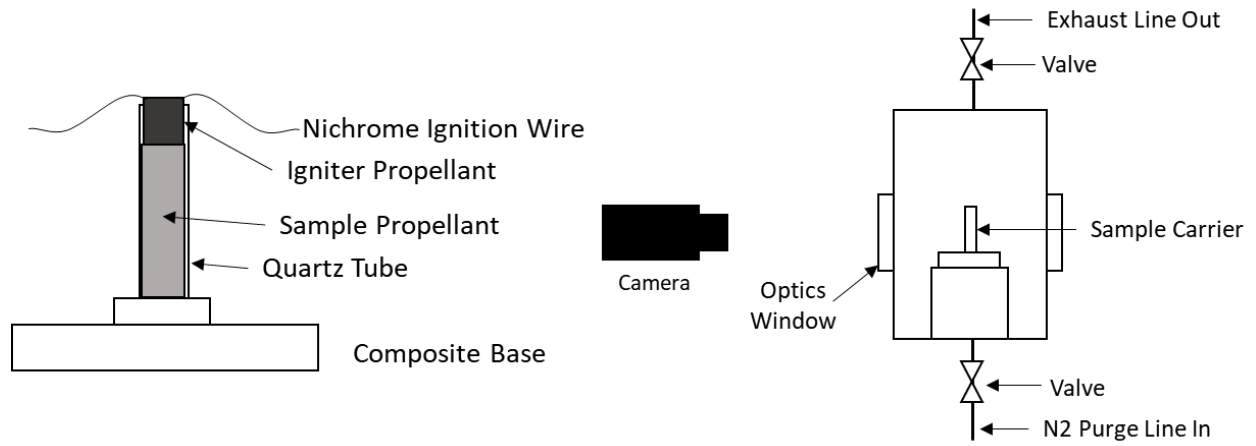 Nichrome Ignition Wire
Igniter Propellant
Sample Propellant
Quartz Tube
Composite Base
Camera
Exhaust Line Out
Valve
Sample Carrier
Optics
Window
Valve
N2 Purge Line In